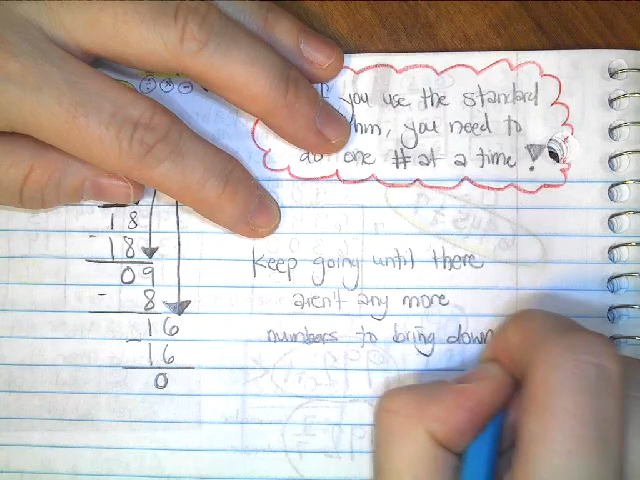 you use the standard
you need to
do one # at a time!
18
- 18
09
- 8
16
- 16
0
keep going until there
aren't any more
numbers to bring down